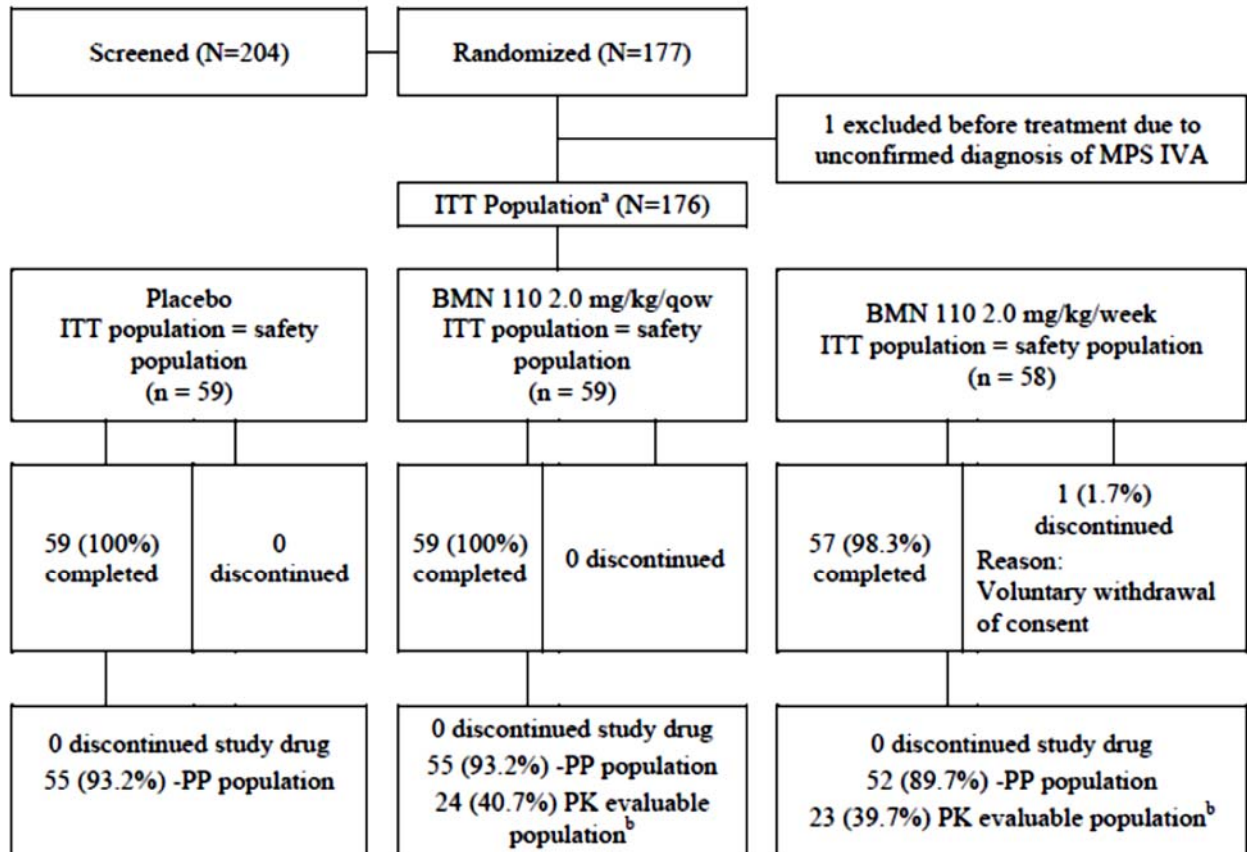 Screened (N=204)
Randomized (N=177)
1 excluded before treatment due to
unconfirmed diagnosis of MPS IVA
ITT Populationᵃ (N=176)
Placebo
ITT population = safety
population
(n = 59)
BMN 110 2.0 mg/kg/qow
ITT population = safety
population
(n = 59)
BMN 110 2.0 mg/kg/week
ITT population = safety population
(n = 58)
59 (100%)
completed
0
discontinued
59 (100%)
completed
0 discontinued
57 (98.3%)
completed
1 (1.7%)
discontinued
Reason:
Voluntary withdrawal
of consent
0 discontinued study drug
55 (93.2%) -PP population
0 discontinued study drug
55 (93.2%) -PP population
24 (40.7%) PK evaluable
populationᵇ
0 discontinued study drug
52 (89.7%) -PP population
23 (39.7%) PK evaluable populationᵇ